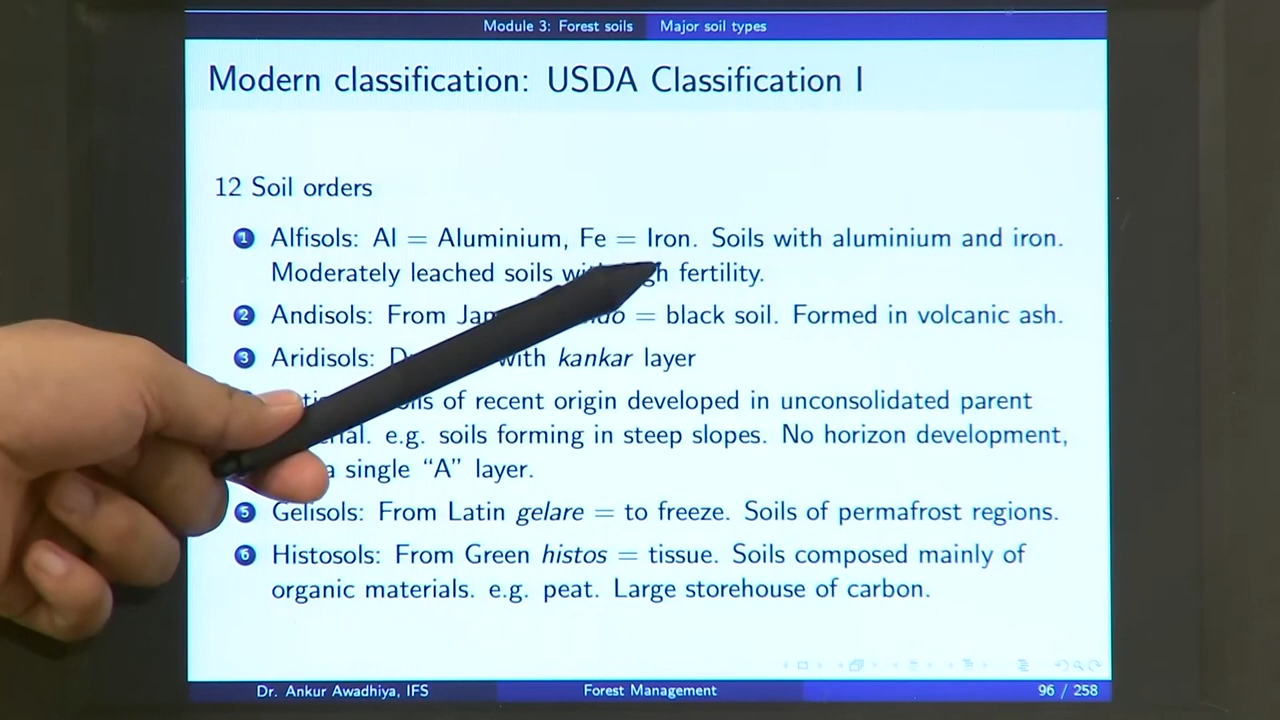 Module 3: Forest soils Major soil types
Modern classification: USDA Classification I
12 Soil orders
1 Alfisols: Al = Aluminium, Fe = Iron. Soils with aluminium and iron.
Moderately leached soils fertility.
2 Andisols: From = black soil. Formed in volcanic ash.
3 Aridisols: with kankar layer
of recent origin developed in unconsolidated parent
e.g. soils forming in steep slopes. No horizon development,
a single “A” layer.
5 Gelisols: From Latin gelare = to freeze. Soils of permafrost regions.
6 Histosols: From Green histos = tissue. Soils composed mainly of
organic materials. e.g. peat. Large storehouse of carbon.
Dr. Ankur Awadhiya, IFS Forest Management 96 / 258